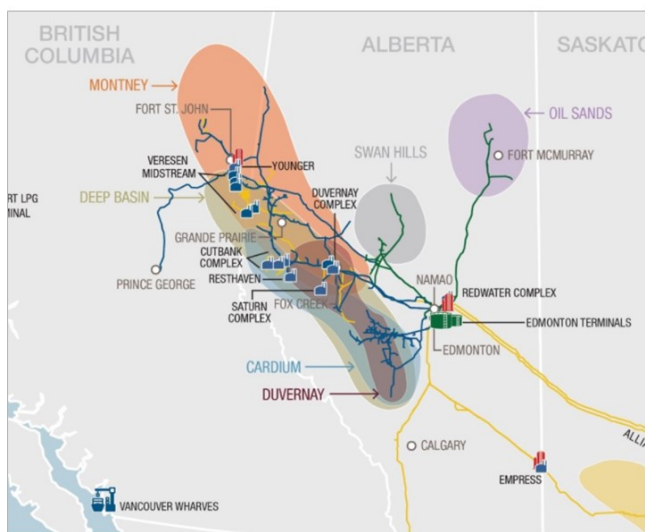 BRITISH
COLUMBIA
ALBERTA
SASKATC
MONTNEY
FORT ST. JOHN
OIL SANDS
SWAN HILLS
FORT MCMURRAY
VERESEN
MIDSTREAM
YOUNGER
DUVERNAY
COMPLEX
DEEP BASIN
RT LPG
MINAL
GRANDE PRAIRIE
CUTBANK
COMPLEX
RESTHAVEN
PRINCE GEORGE
SATURN
COMPLEX
FOX CREEK
NAMAO
REDWATER COMPLEX
EDMONTON TERMINALS
EDMONTON
CARDIUM
DUVERNAY
CALGARY
ALLIA
EMPRESS
VANCOUVER WHARVES